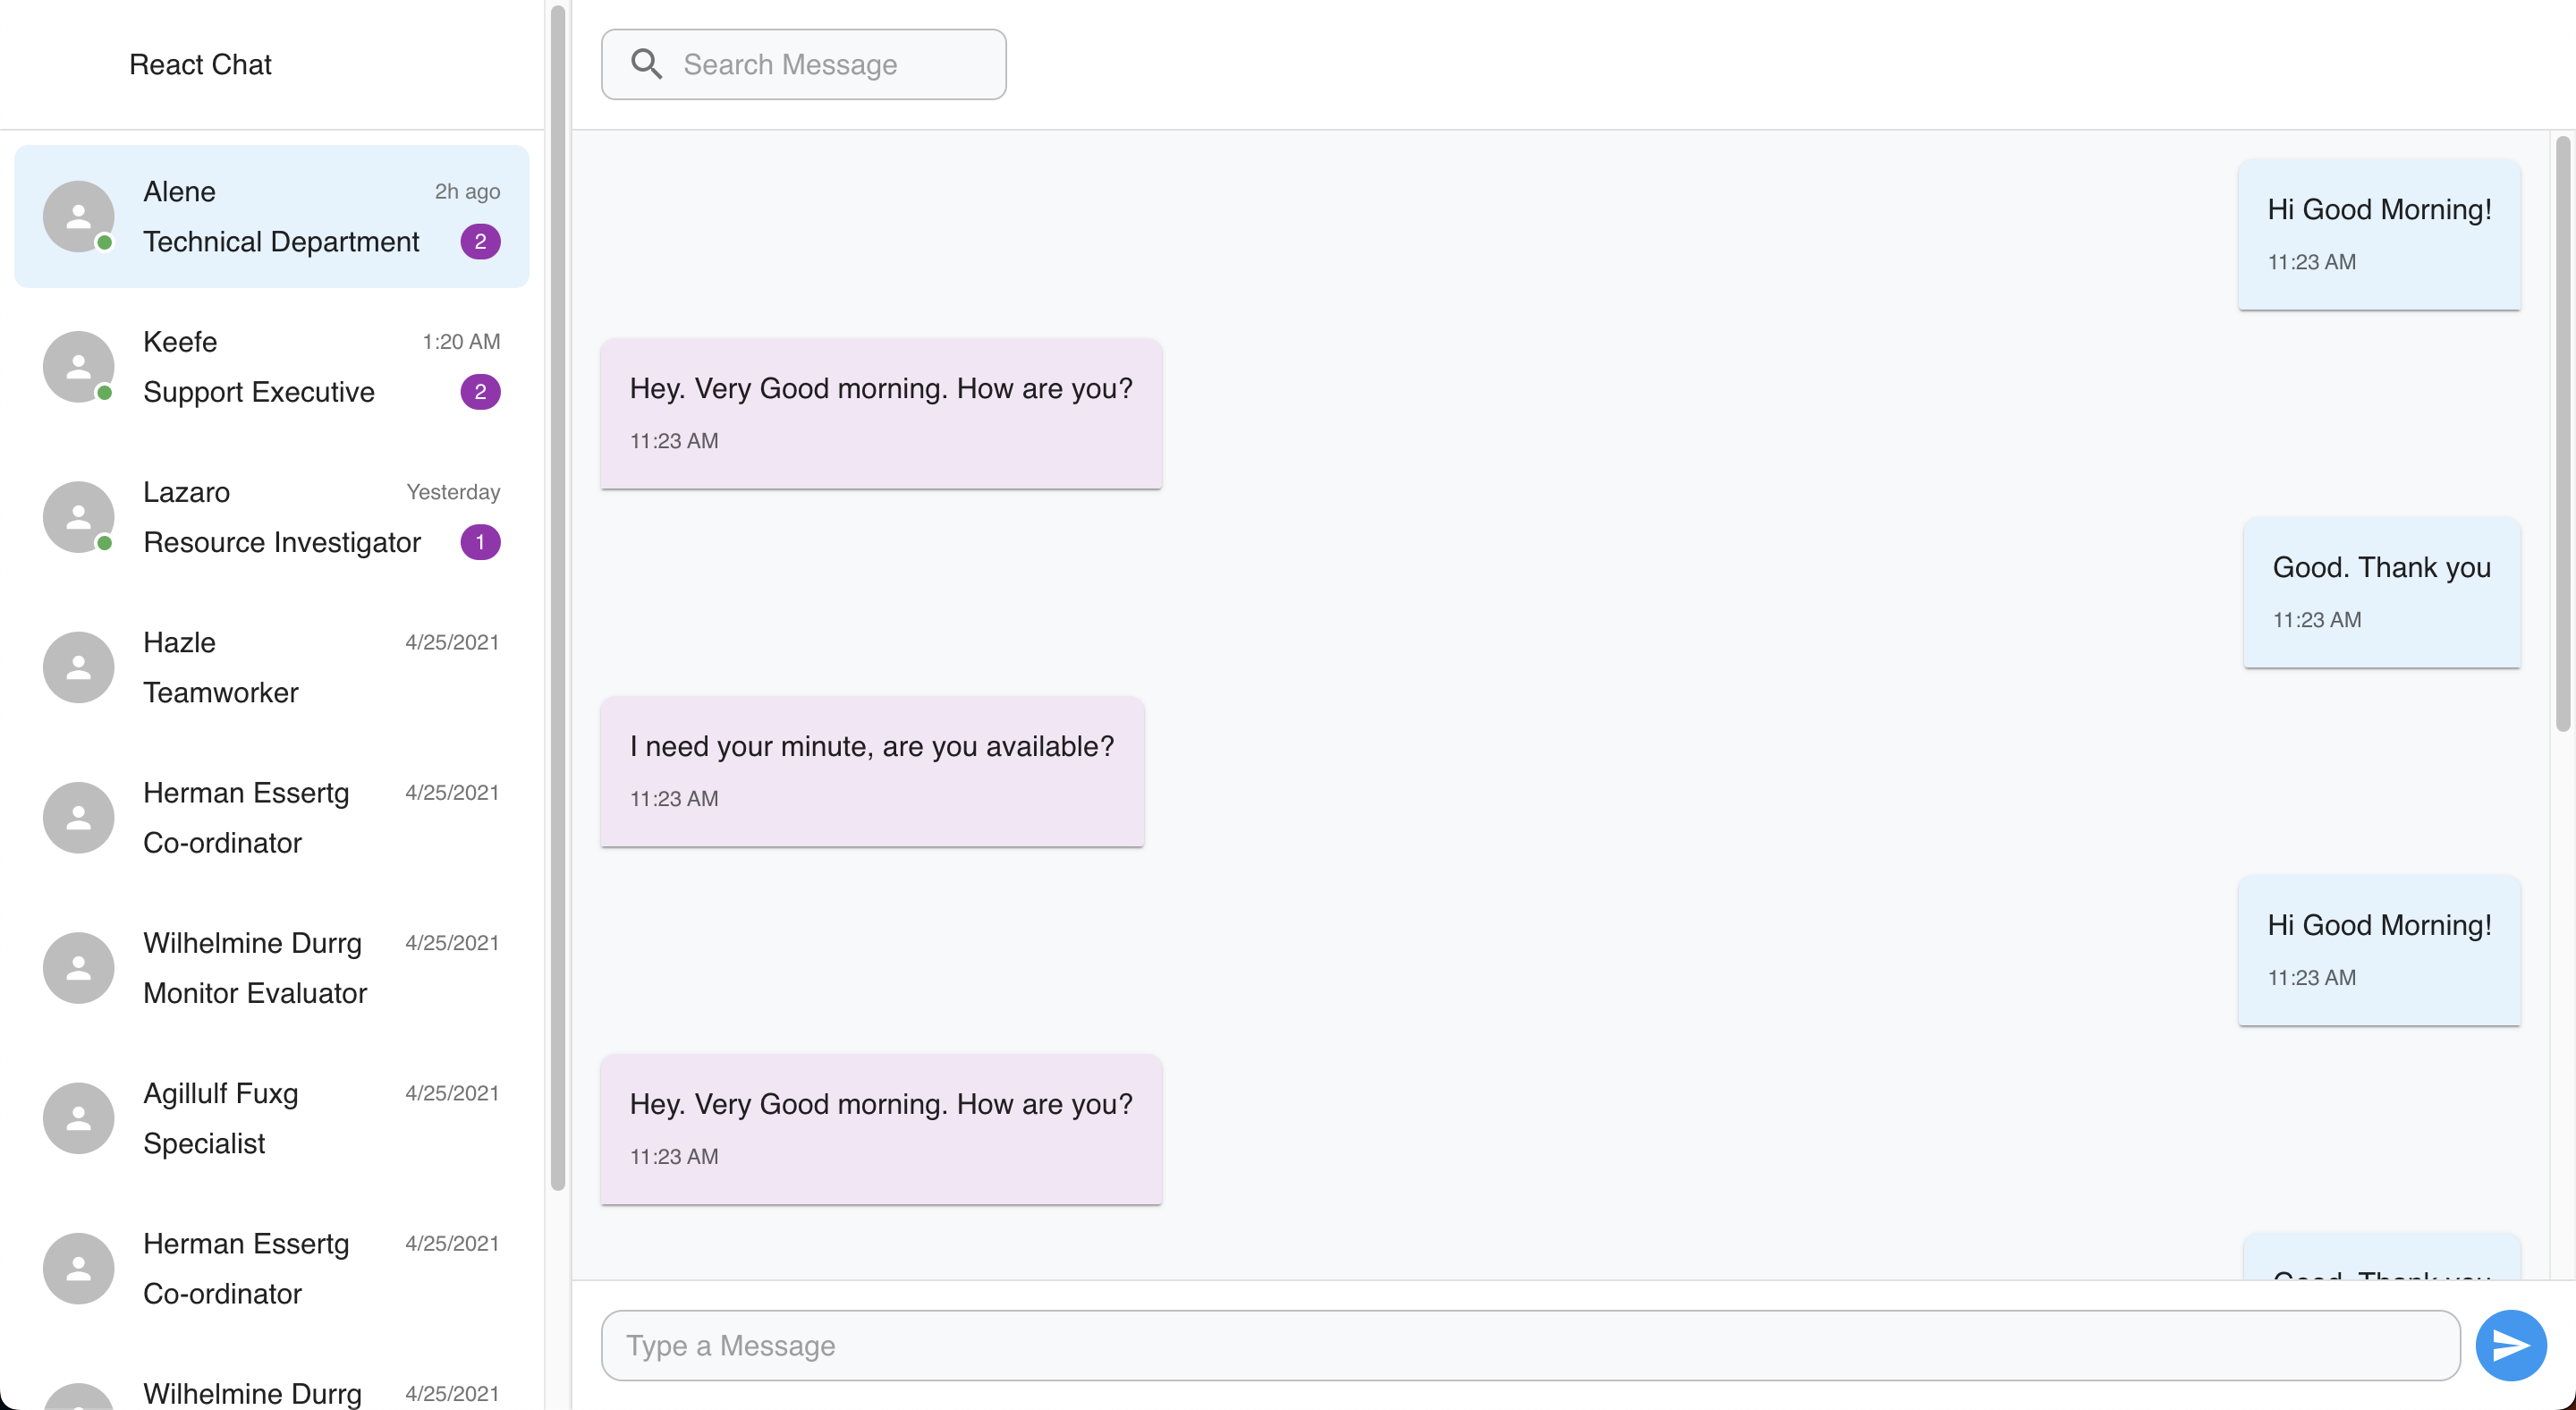 React Chat
Alene
2h ago
Technical Department
2
Keefe
1:20 AM
Support Executive
2
Lazaro
Yesterday
Resource Investigator
1
Hazle
4/25/2021
Teamworker
Herman Essertg
4/25/2021
Co-ordinator
Wilhelmine Durrg
4/25/2021
Monitor Evaluator
Agillulf Fuxg
4/25/2021
Specialist
Herman Essertg
4/25/2021
Co-ordinator
Wilhelmine Durrg
4/25/2021
Search Message
Hi Good Morning!
11:23 AM
Hey. Very Good morning. How are you?
11:23 AM
Good. Thank you
11:23 AM
I need your minute, are you available?
11:23 AM
Hi Good Morning!
11:23 AM
Hey. Very Good morning. How are you?
11:23 AM
Good. Thank you
Type a Message